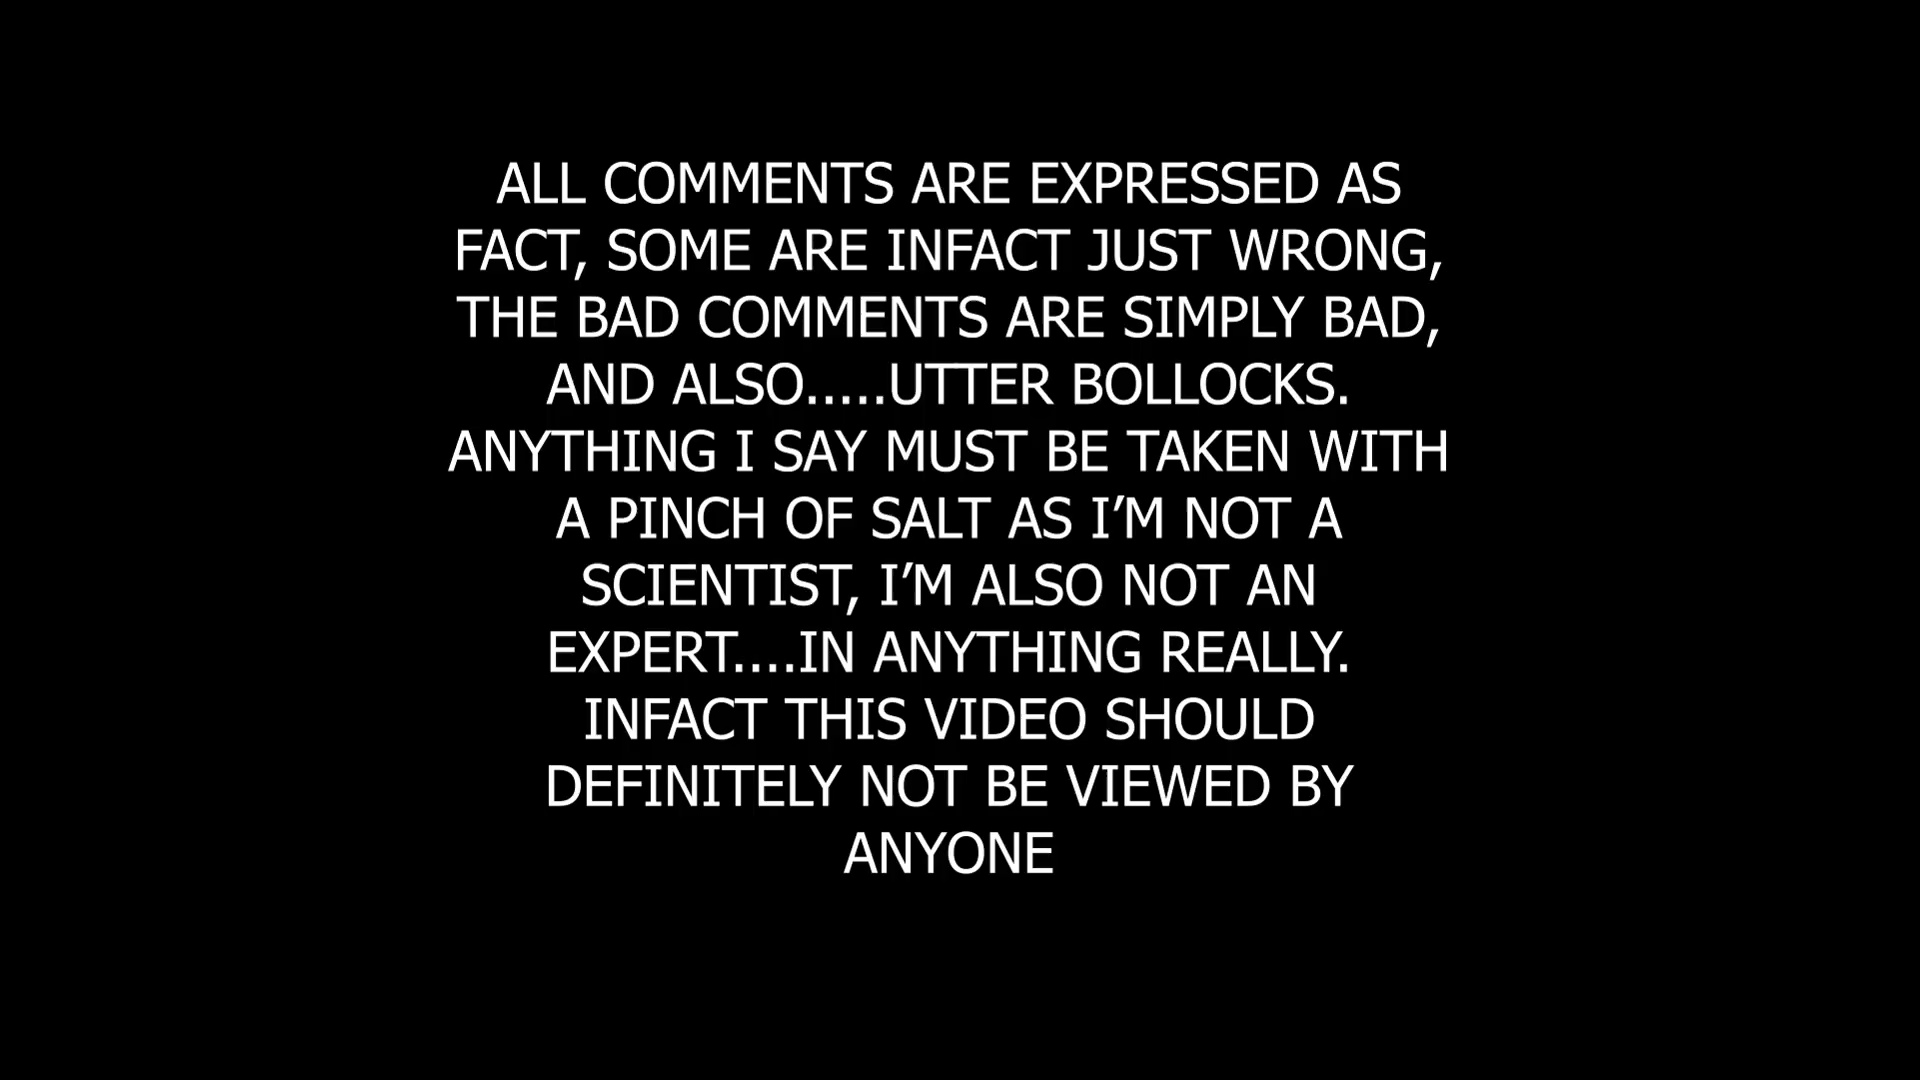 ALL COMMENTS ARE EXPRESSED AS
FACT, SOME ARE INFACT JUST WRONG,
THE BAD COMMENTS ARE SIMPLY BAD,
AND ALSO.....UTTER BOLLOCKS.
ANYTHING I SAY MUST BE TAKEN WITH
A PINCH OF SALT AS I’M NOT A
SCIENTIST, I’M ALSO NOT AN
EXPERT....IN ANYTHING REALLY.
INFACT THIS VIDEO SHOULD
DEFINITELY NOT BE VIEWED BY
ANYONE